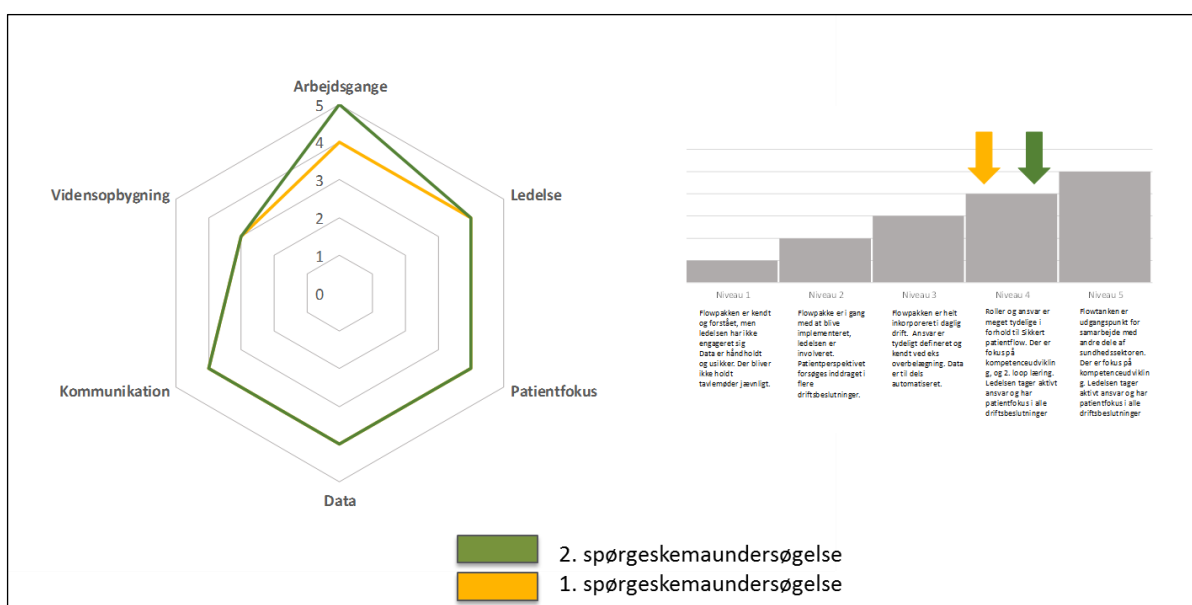 Arbejdsgange
5
4
3
2
1
0
Vidensopbygning
Ledelse
Kommunikation
Patientfokus
Data
Niveau 1
Flowpakken er kendt
og forstået, men
ledelsen har ikke
engageret sig
Data er håndholdt
og usikker. Der bliver
ikke holdt
tavlemøder jævnligt.
Niveau 2
Flowpakke er i gang
med at blive
implementeret,
ledelsen er
involveret.
Patientperspektivet
forsøges inddraget i
flere
driftsbeslutninger.
Niveau 3
Flowpakken er helt
inkorporeret i daglig
drift. Ansvar er
tydeligt defineret og
kendt ved eks
overbelægning. Data
er til dels
automatiseret.
Niveau 4
Roller og ansvar er
meget tydelige i
forhold til Sikkert
patientflow. Der er
fokus på
kompetenceudviklin
g, og 2. loop læring.
Ledelsen tager aktivt
ansvar og har
patientfokus i alle
driftsbeslutninger
Niveau 5
Flowtanken er
udgangspunkt for
samarbejde med
andre dele af
sundhedssektoren.
Der er fokus på
kompetenceudviklin
g. Ledelsen tager
aktivt ansvar og har
patientfokus i alle
driftsbeslutninger
2. spørgeskemaundersøgelse
1. spørgeskemaundersøgelse